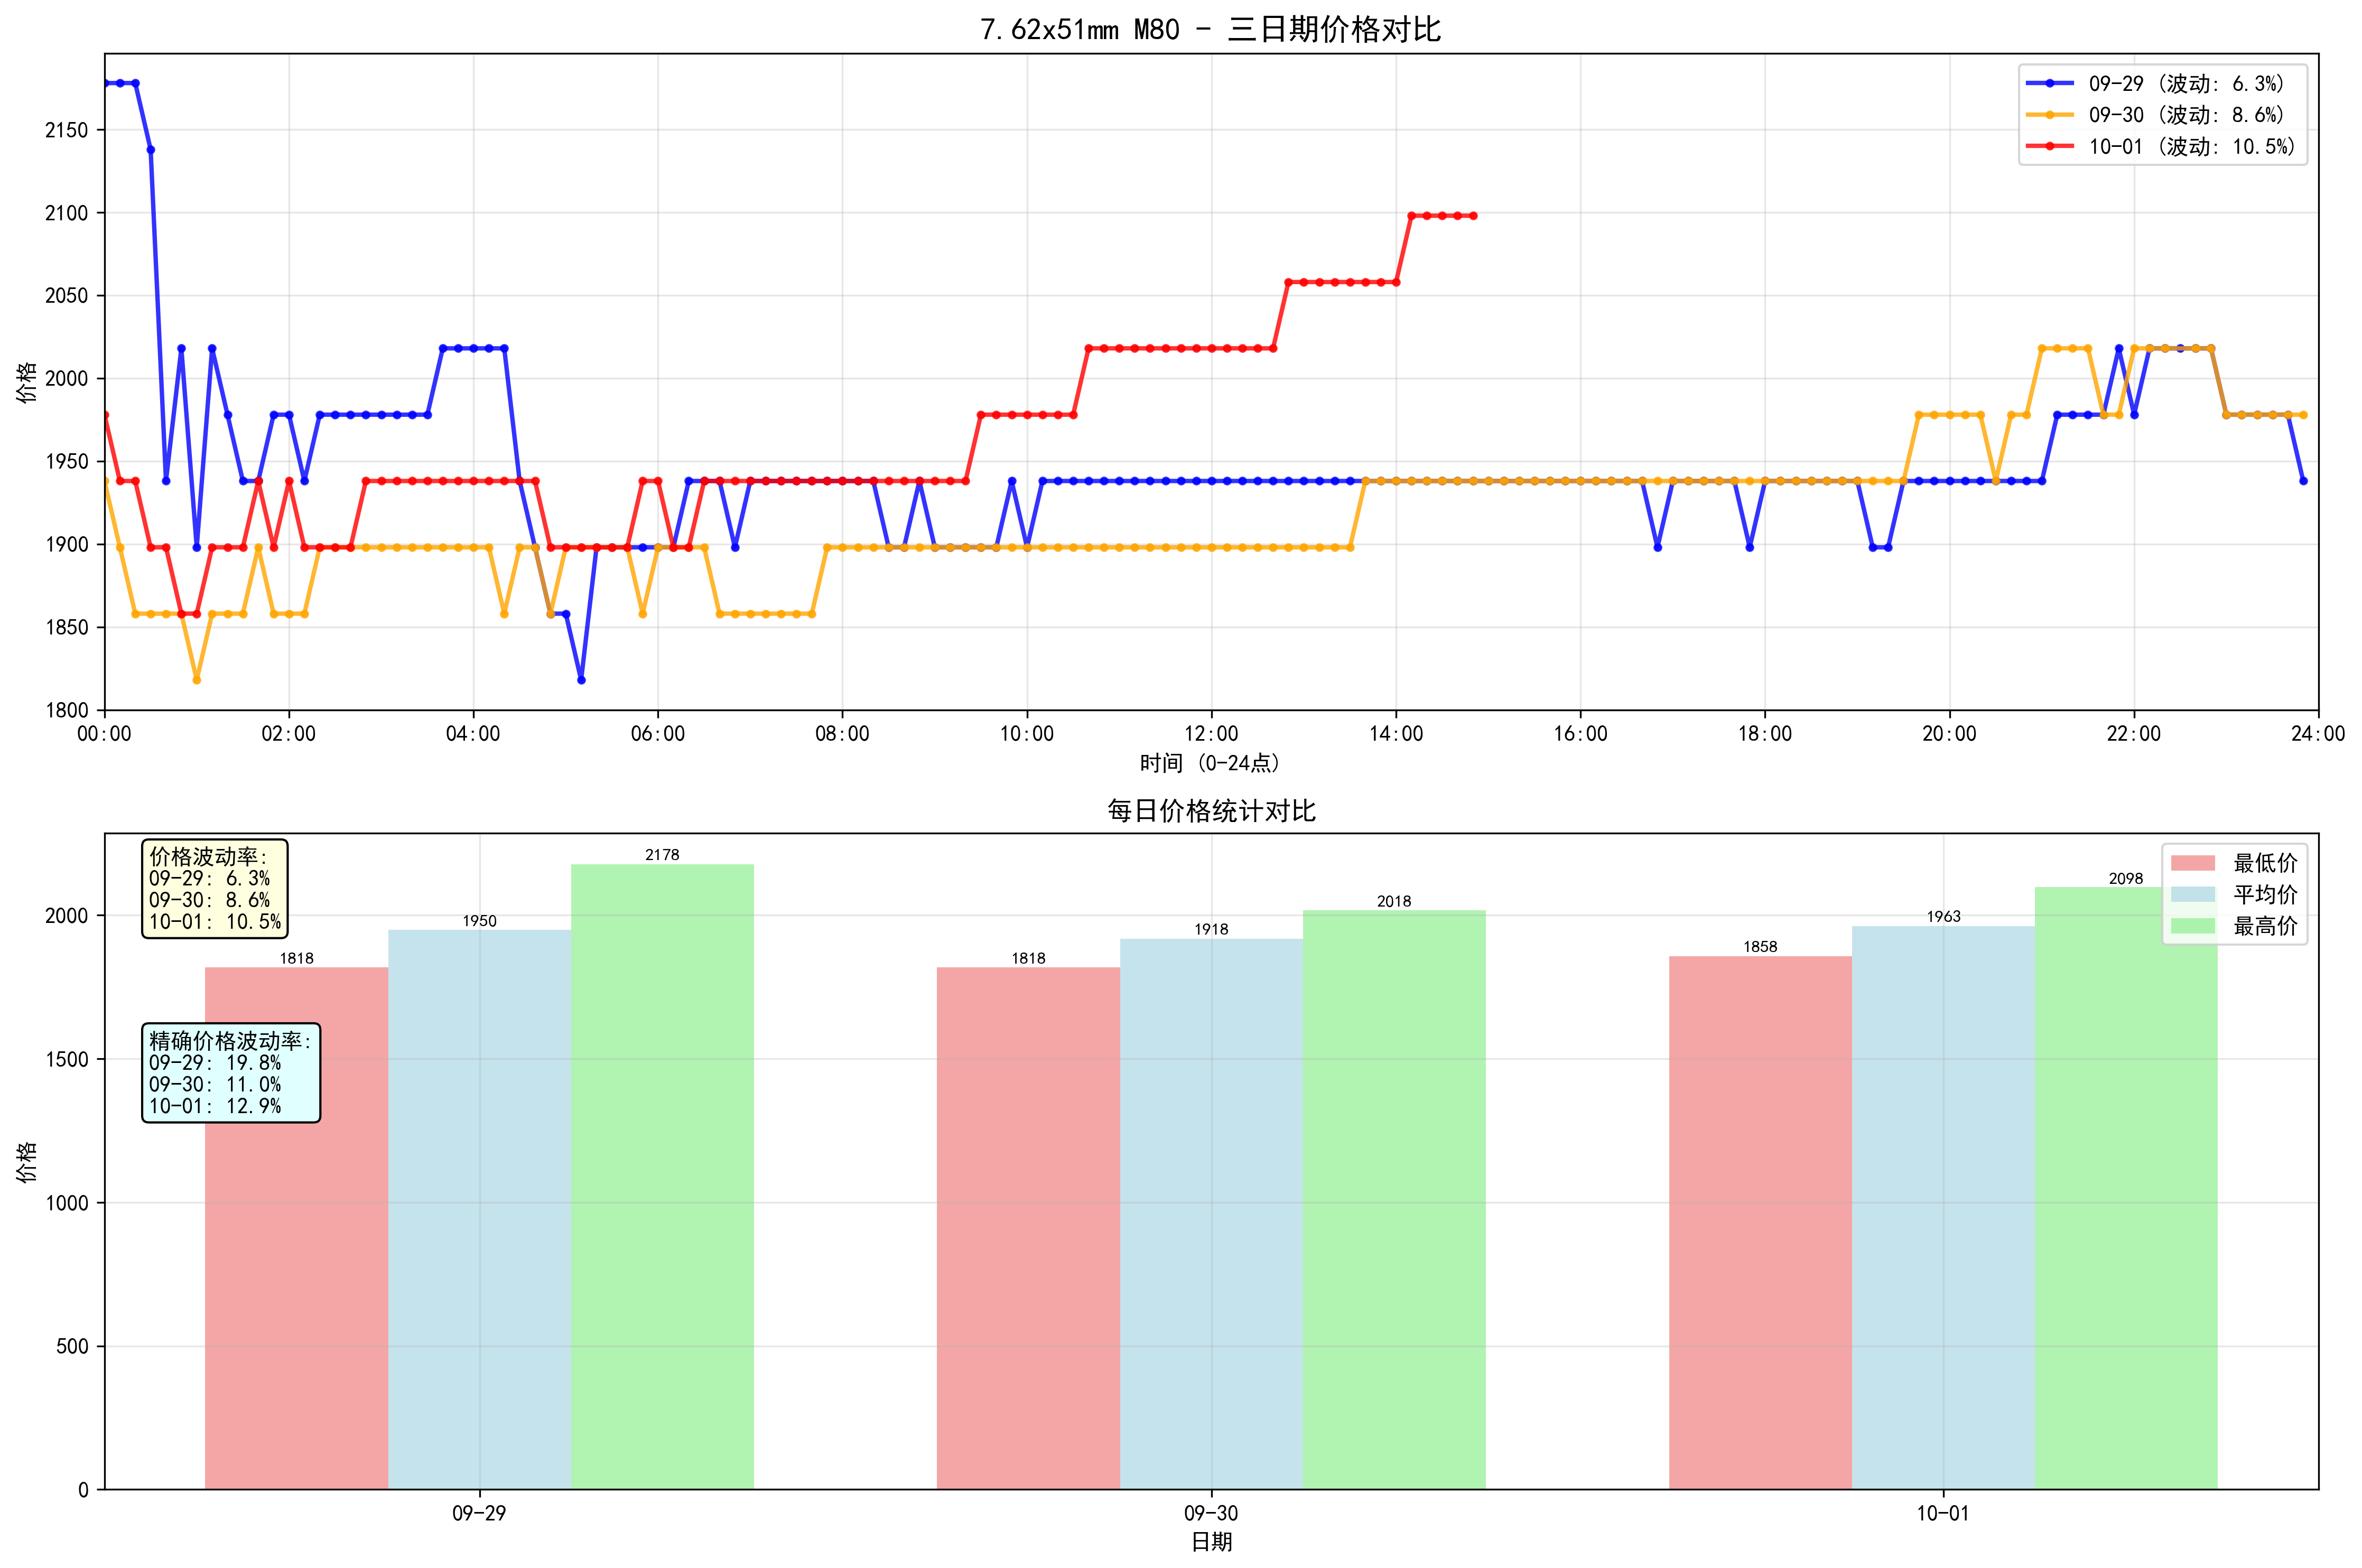 7.62x51mm M80 - 三日期价格对比
09-29 (波动: 6.3%)
09-30 (波动: 8.6%)
10-01 (波动: 10.5%)
价格
2150
2100
2050
2000
1950
1900
1850
1800
00:00 02:00 04:00 06:00 08:00 10:00 12:00 14:00 16:00 18:00 20:00 22:00 24:00
时间 (0-24点)
每日价格统计对比
价格波动率:
09-29: 6.3%
09-30: 8.6%
10-01: 10.5%
精确价格波动率:
09-29: 19.8%
09-30: 11.0%
10-01: 12.9%
最低价
平均价
最高价
1818 1950 2178
1818 1918 2018
1858 1963 2098
价格
2000
1500
1000
500
0
09-29 09-30 10-01
日期